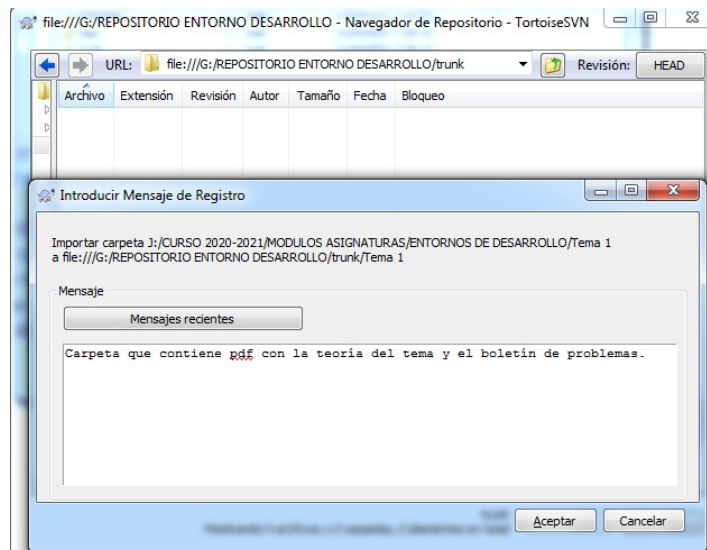 file:///G:/REPOSITORIO ENTORNO DESARROLLO - Navegador de Repositorio - TortoiseSVN
URL: file:///G:/REPOSITORIO ENTORNO DESARROLLO/trunk Revisión: HEAD
Archivo Extensión Revisión Autor Tamaño Fecha Bloqueo
Introducir Mensaje de Registro
Importar carpeta J:/CURSO 2020-2021/MODULOS ASIGNATURAS/ENTORNOS DE DESARROLLO/Tema 1
a file:///G:/REPOSITORIO ENTORNO DESARROLLO/trunk/Tema 1
Mensaje
Mensajes recientes
Carpeta que contiene pdf con la teoría del tema y el boletín de problemas.
Aceptar Cancelar